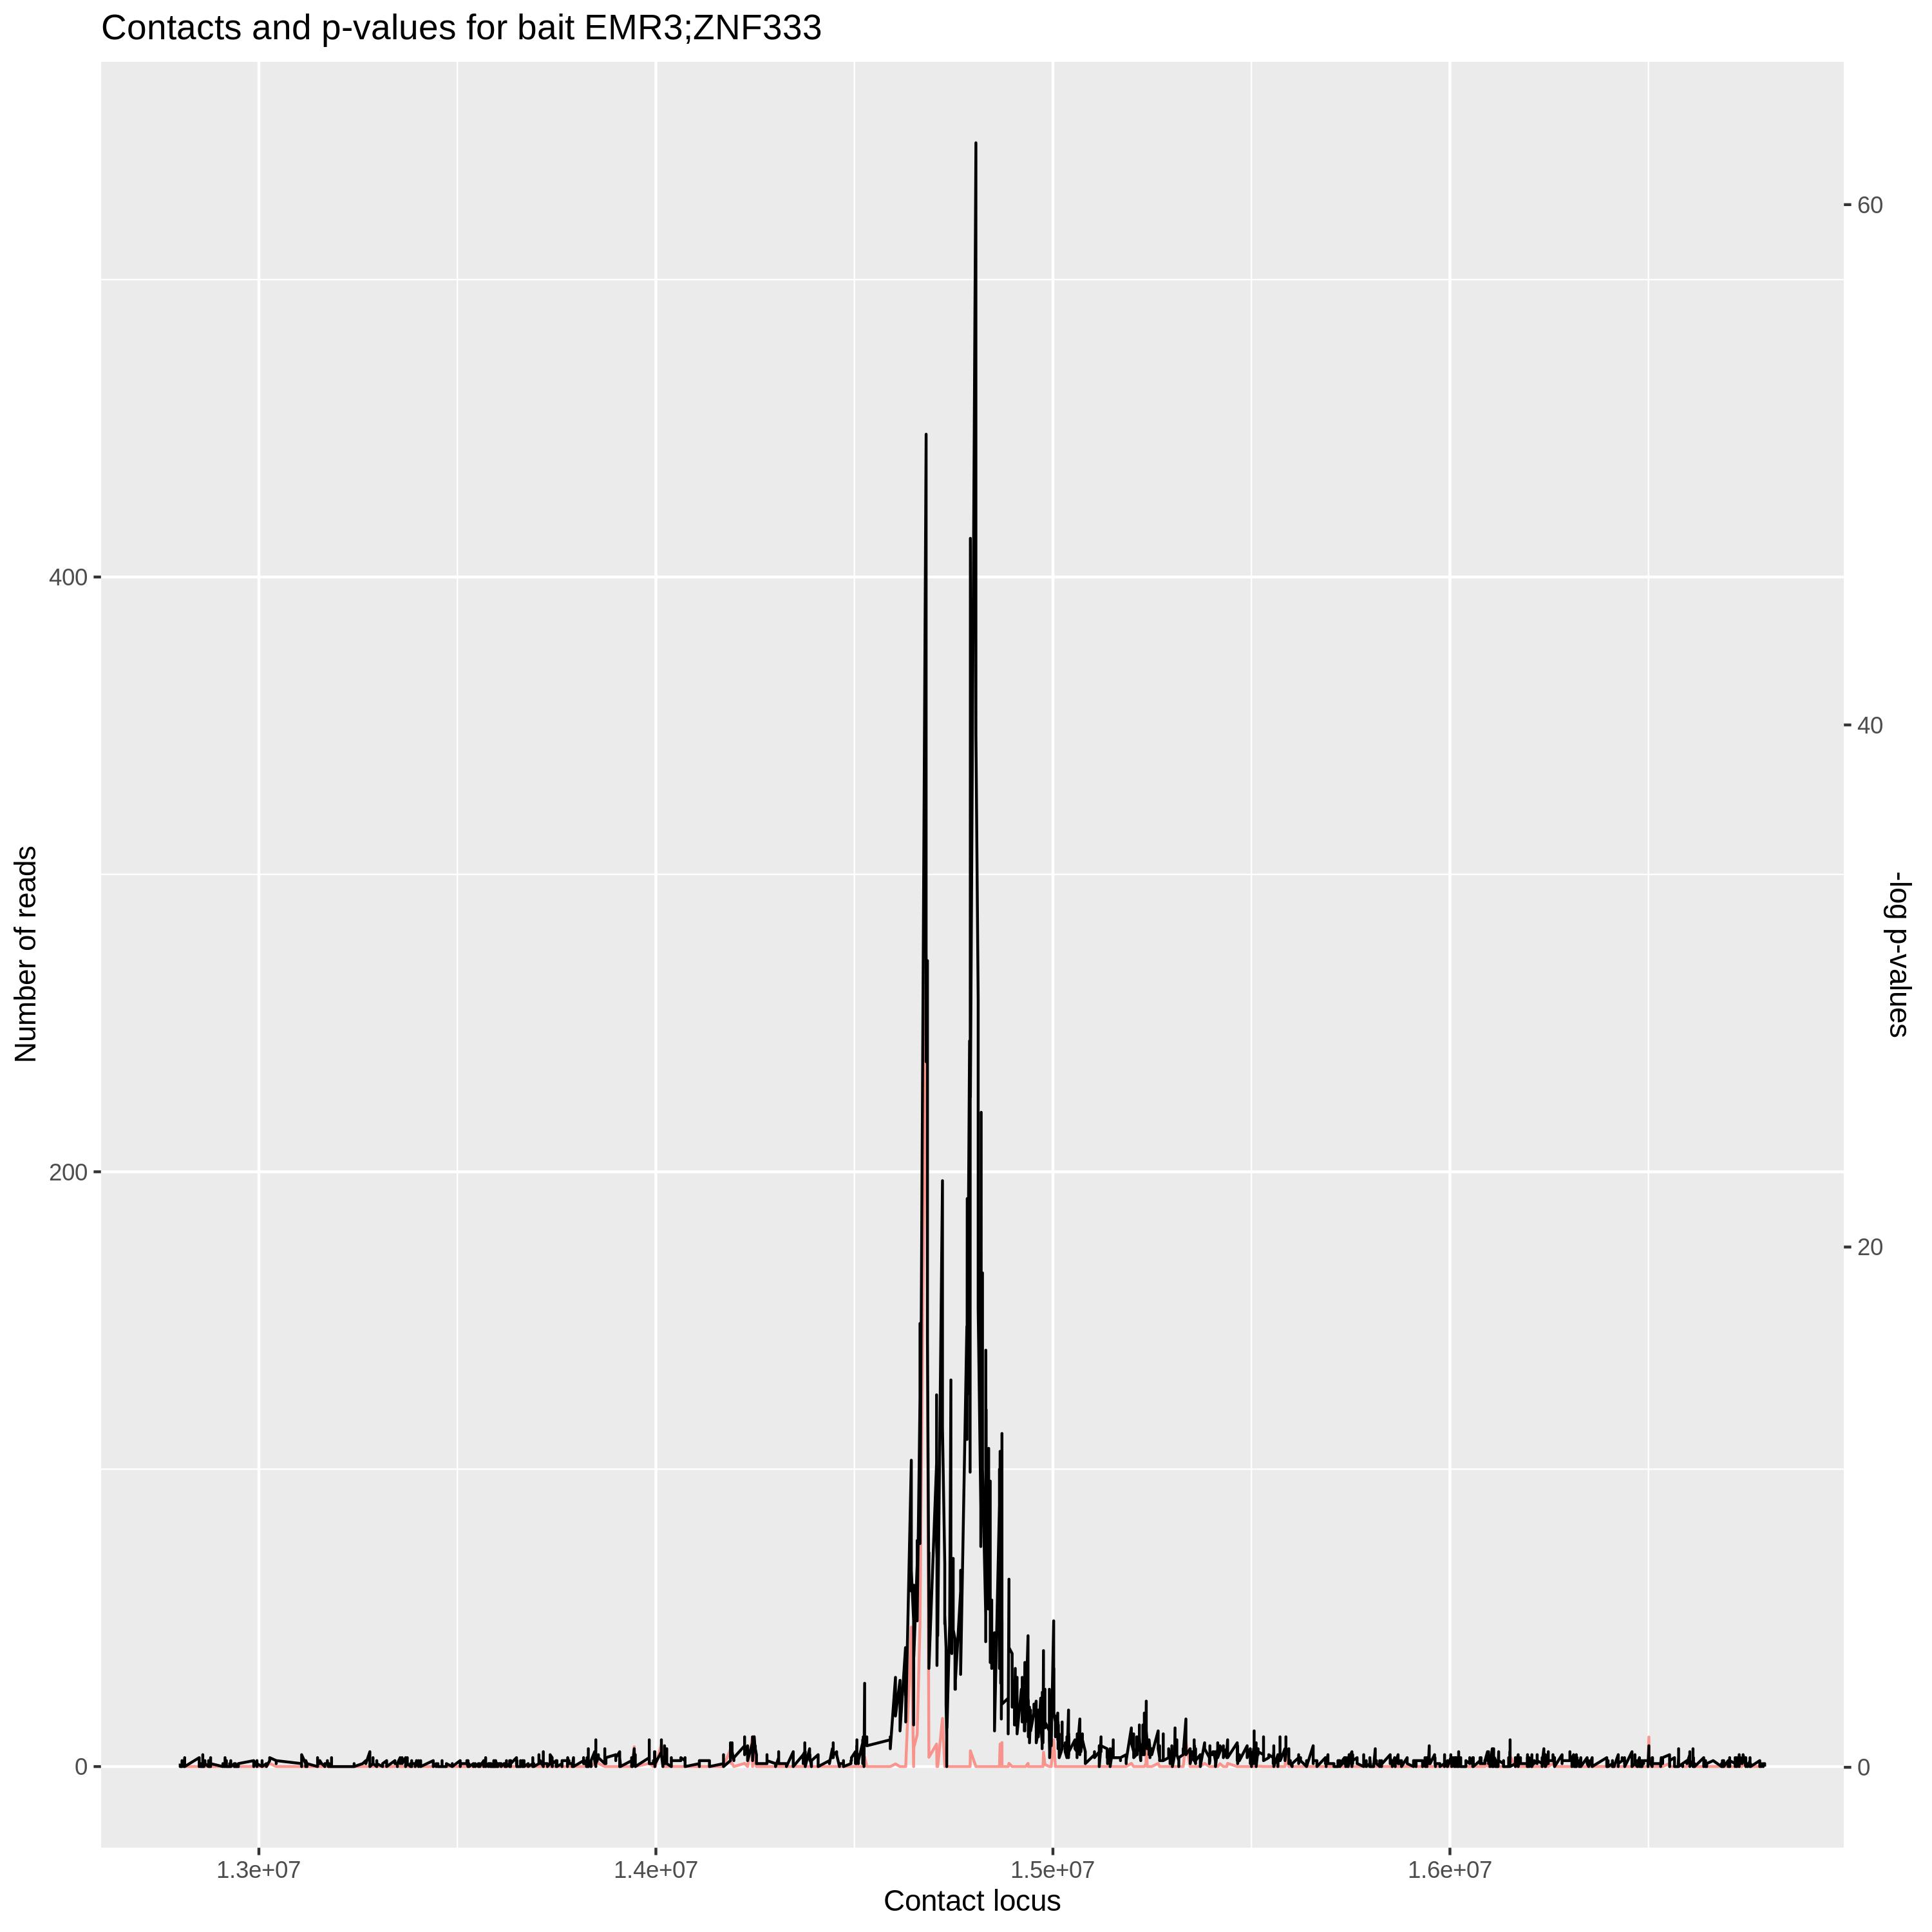 Contacts and p-values for bait EMR3;ZNF333
Number of reads
400
200
0
60
40
20
0
-log p-values
1.3e+07
1.4e+07
1.5e+07
1.6e+07
Contact locus